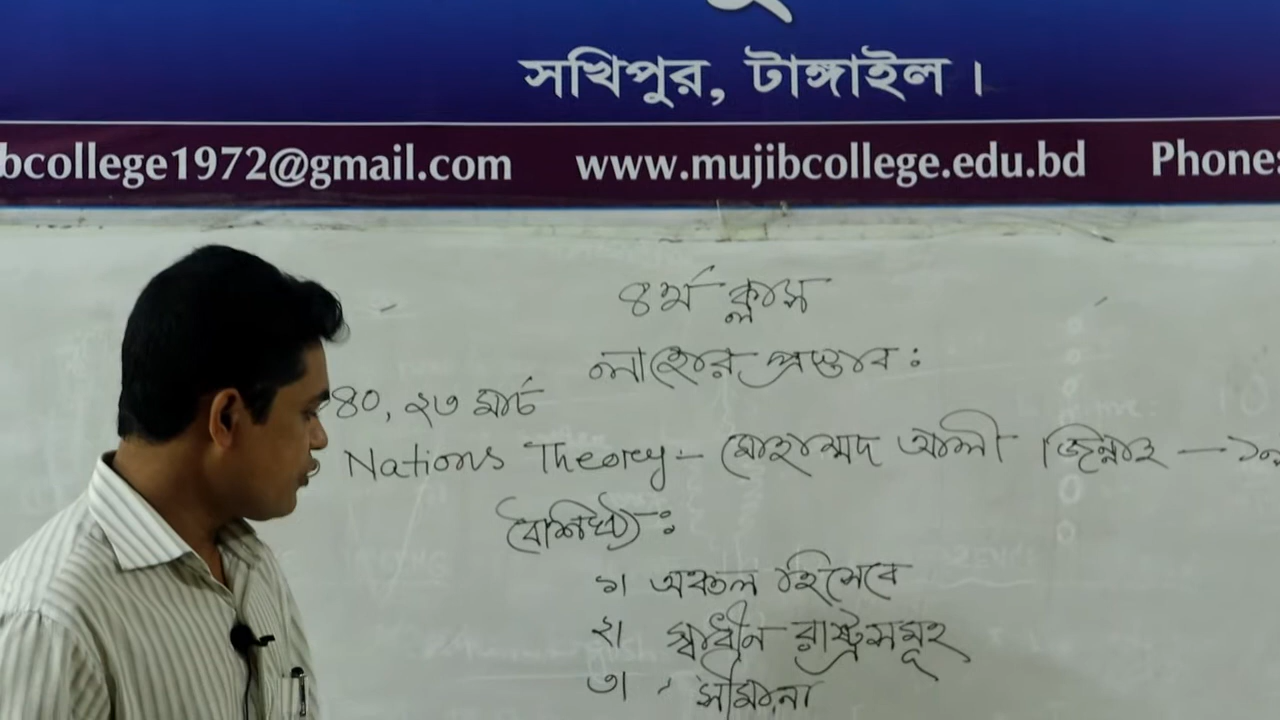 সখিপুর, টাঙ্গাইল।
bcollege1972@gmail.com www.mujibcollege.edu.bd Phone:
৪র্থ ক্লাস
লাহোর প্রস্তাব :
৪০, ২৩ মার্চ
Nations Theory - মোহাম্মদ আলী জিন্নাহ — ১৯
বৈশিষ্ট্য :
১। অঞ্চল হিসেবে
২। স্বাধীন রাষ্ট্রসমূহ
৩। সীমানা